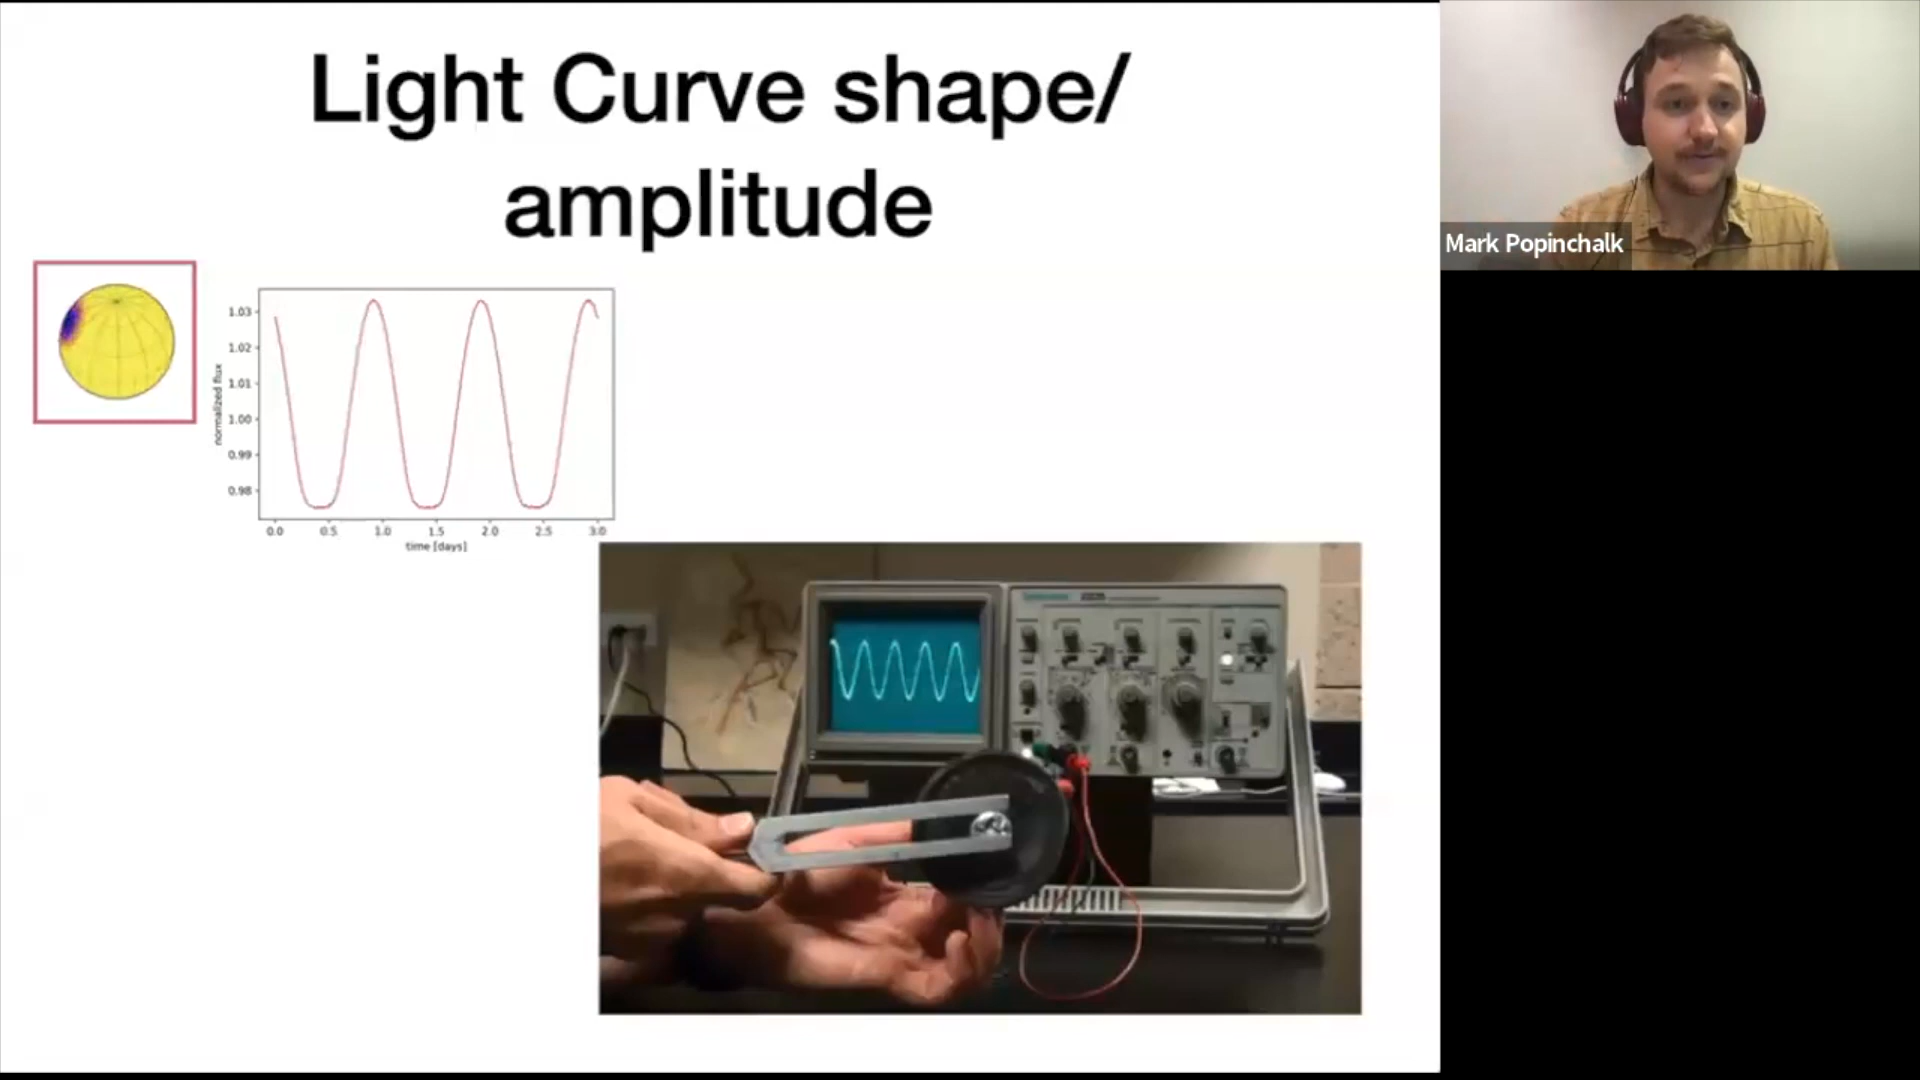 Light Curve shape/
amplitude
Mark Popinchalk
normalized flux
1.03
1.02
1.01
1.00
0.99
0.98
0.0 0.5 1.0 1.5 2.0 2.5 3.0
time [days]